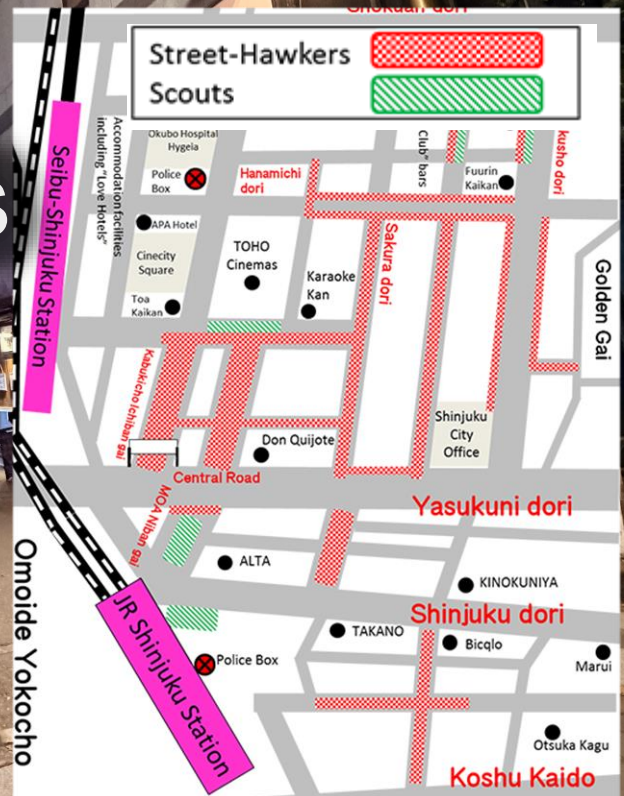 Shokuan dori
Street-Hawkers
Scouts
Seibu-Shinjuku Station
Accommodation facilities
including "Love Hotels"
Okubo Hospital
Hygeia
Police
Box
Hanamichi
dori
Club" bars
Fuurin
Kaikan
APA Hotel
Cinecity
Square
TOHO
Cinemas
Sakura dori
Golden Gai
Toa
Kaikan
Karaoke
Kan
Kabukicho Ichiban gai
Don Quijote
Shinjuku
City
Office
Central Road
Yasukuni dori
MOA Niban gai
ALTA
KINOKUNIYA
Omoide Yokocho
JR Shinjuku Station
Shinjuku dori
TAKANO
Bicqlo
Police Box
Marui
Otsuka Kagu
Koshu Kaido